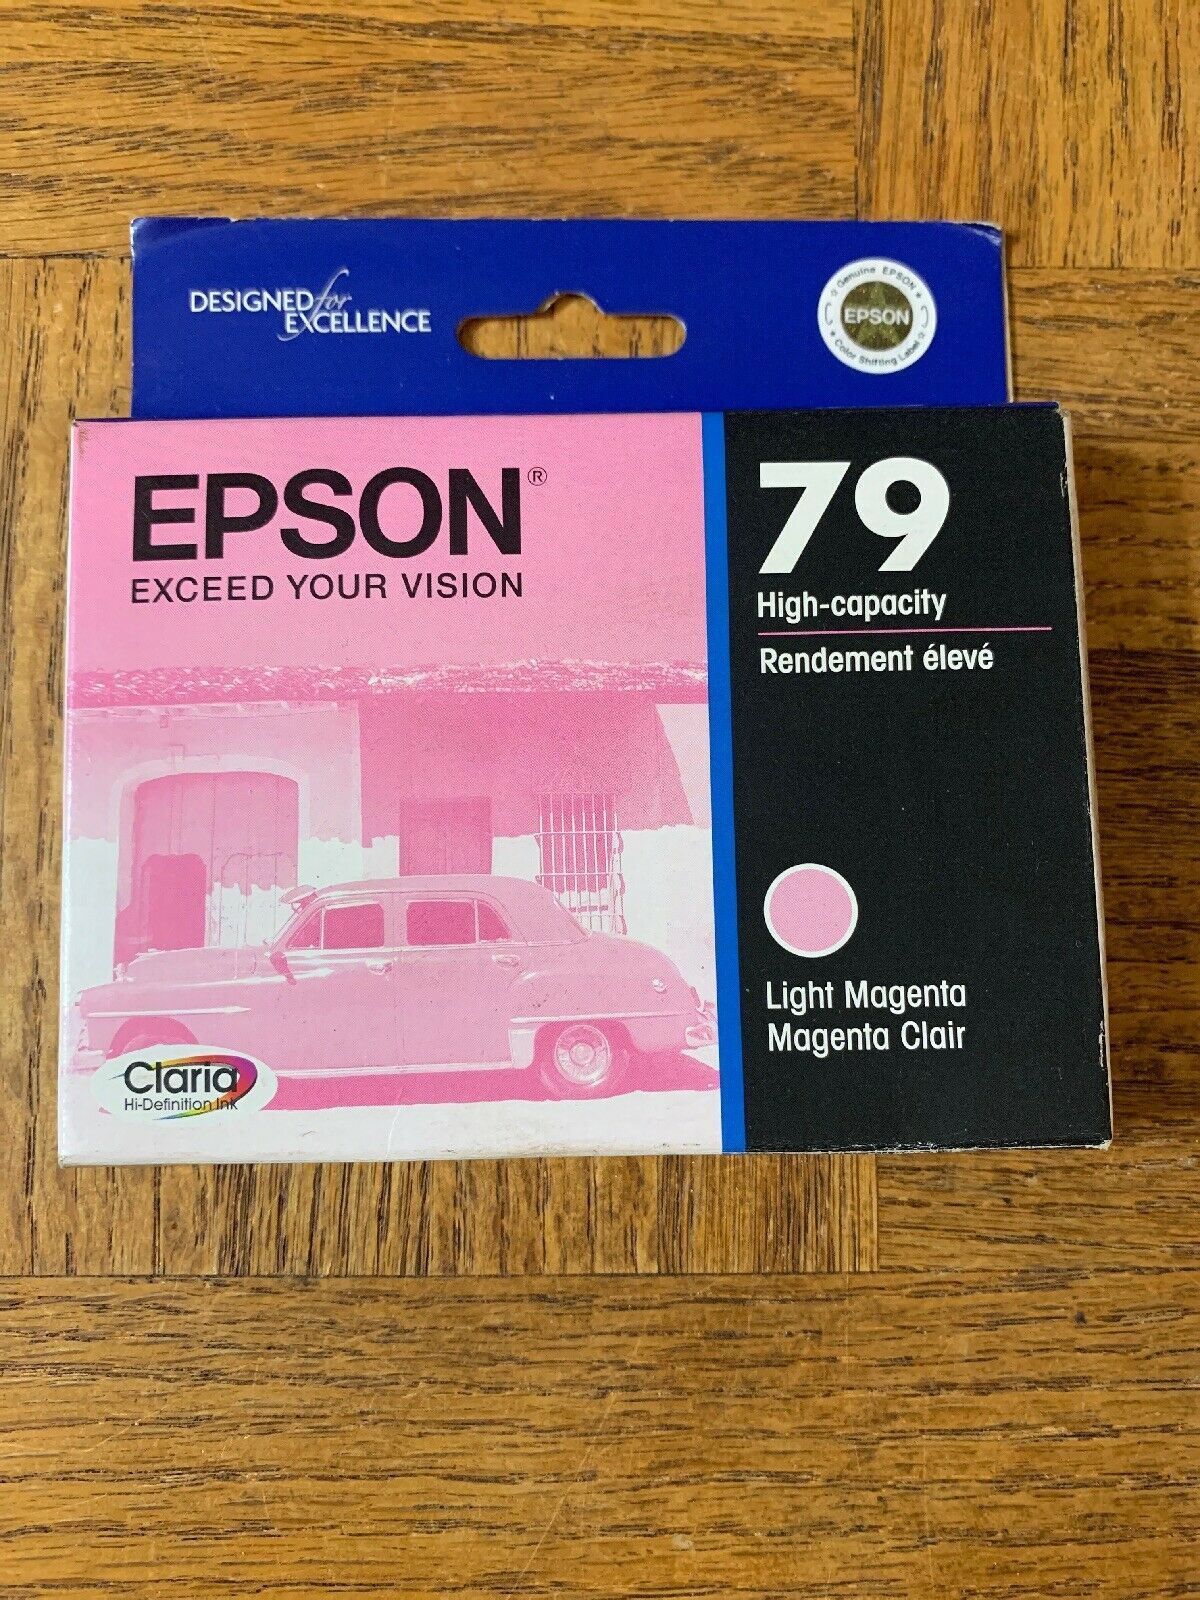 DESIGNED for
EXCELLENCE
☆ Genuine EPSON ☆
EPSON
☆ Color Shifting Label ☆
EPSON®
EXCEED YOUR VISION
79
High-capacity
Rendement élevé
Light Magenta
Magenta Clair
Claria
Hi-Definition Ink